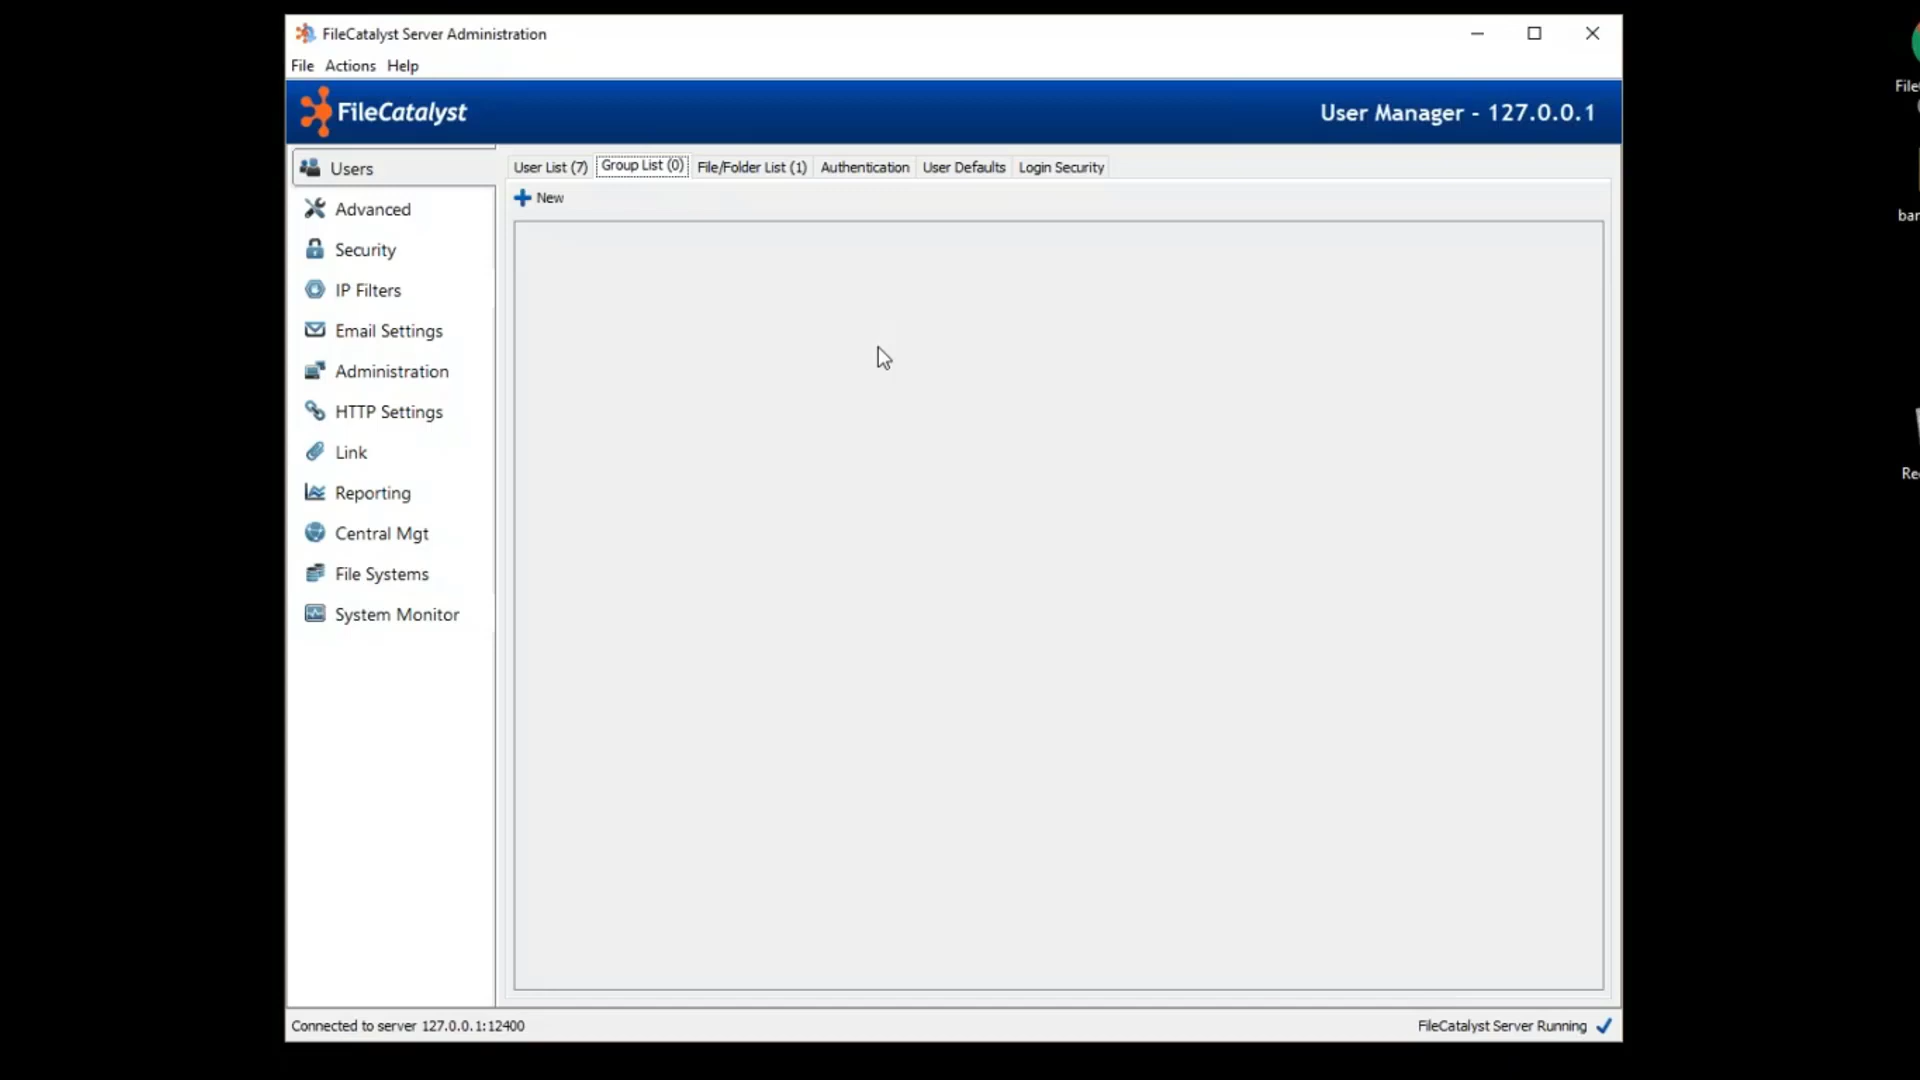 FileCatalyst Server Administration
File Actions Help
FileCatalyst
User Manager - 127.0.0.1
Users
Advanced
Security
IP Filters
Email Settings
Administration
HTTP Settings
Link
Reporting
Central Mgt
File Systems
System Monitor
User List (7) Group List (0) File/Folder List (1) Authentication User Defaults Login Security
New
Connected to server 127.0.0.1:12400
FileCatalyst Server Running
File
bar
Re